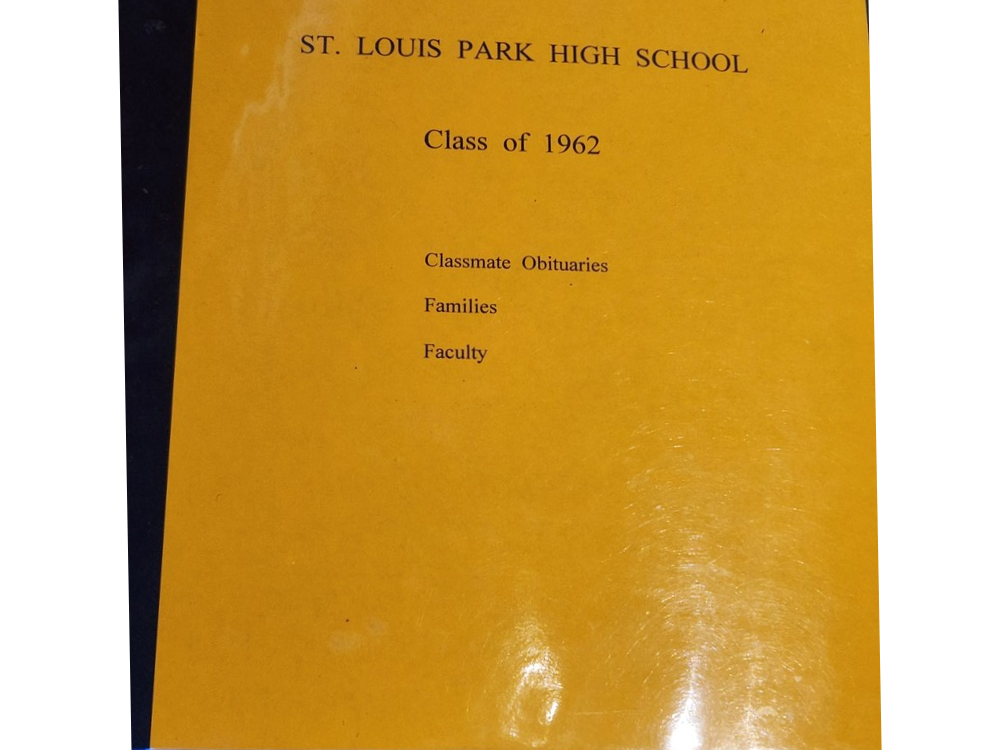 ST. LOUIS PARK HIGH SCHOOL
Class of 1962
Classmate Obituaries
Families
Faculty